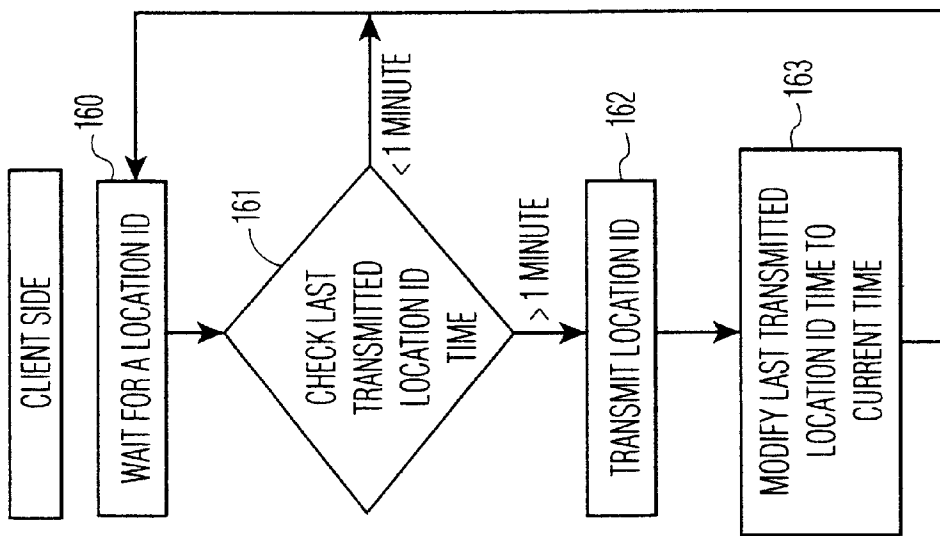 CLIENT SIDE
160
WAIT FOR A LOCATION ID
161
CHECK LAST
TRANSMITTED
LOCATION ID
TIME
< 1 MINUTE
> 1 MINUTE
162
TRANSMIT LOCATION ID
163
MODIFY LAST TRANSMITTED
LOCATION ID TIME TO
CURRENT TIME